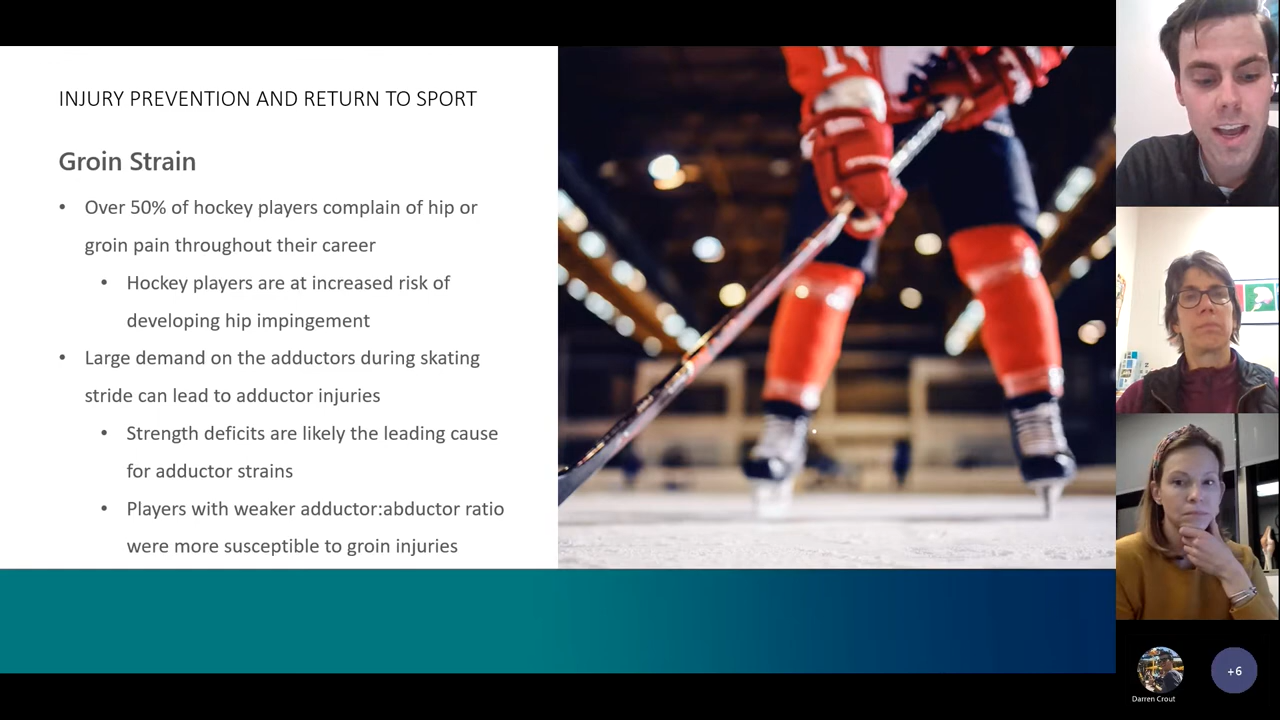 INJURY PREVENTION AND RETURN TO SPORT
Groin Strain
• Over 50% of hockey players complain of hip or
groin pain throughout their career
• Hockey players are at increased risk of
developing hip impingement
• Large demand on the adductors during skating
stride can lead to adductor injuries
• Strength deficits are likely the leading cause
for adductor strains
• Players with weaker adductor:abductor ratio
were more susceptible to groin injuries
Darren Crout
+6